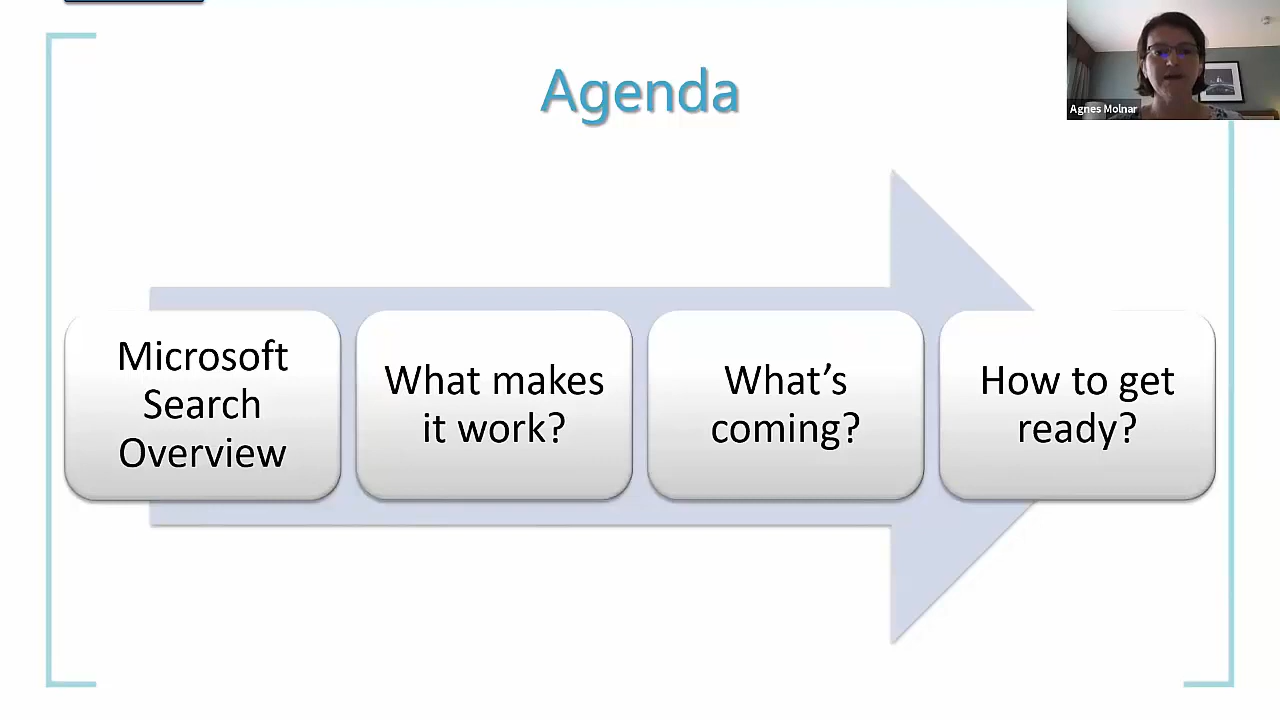 Agenda
Agnes Molnar
Microsoft
Search
Overview
What makes
it work?
What's
coming?
How to get
ready?